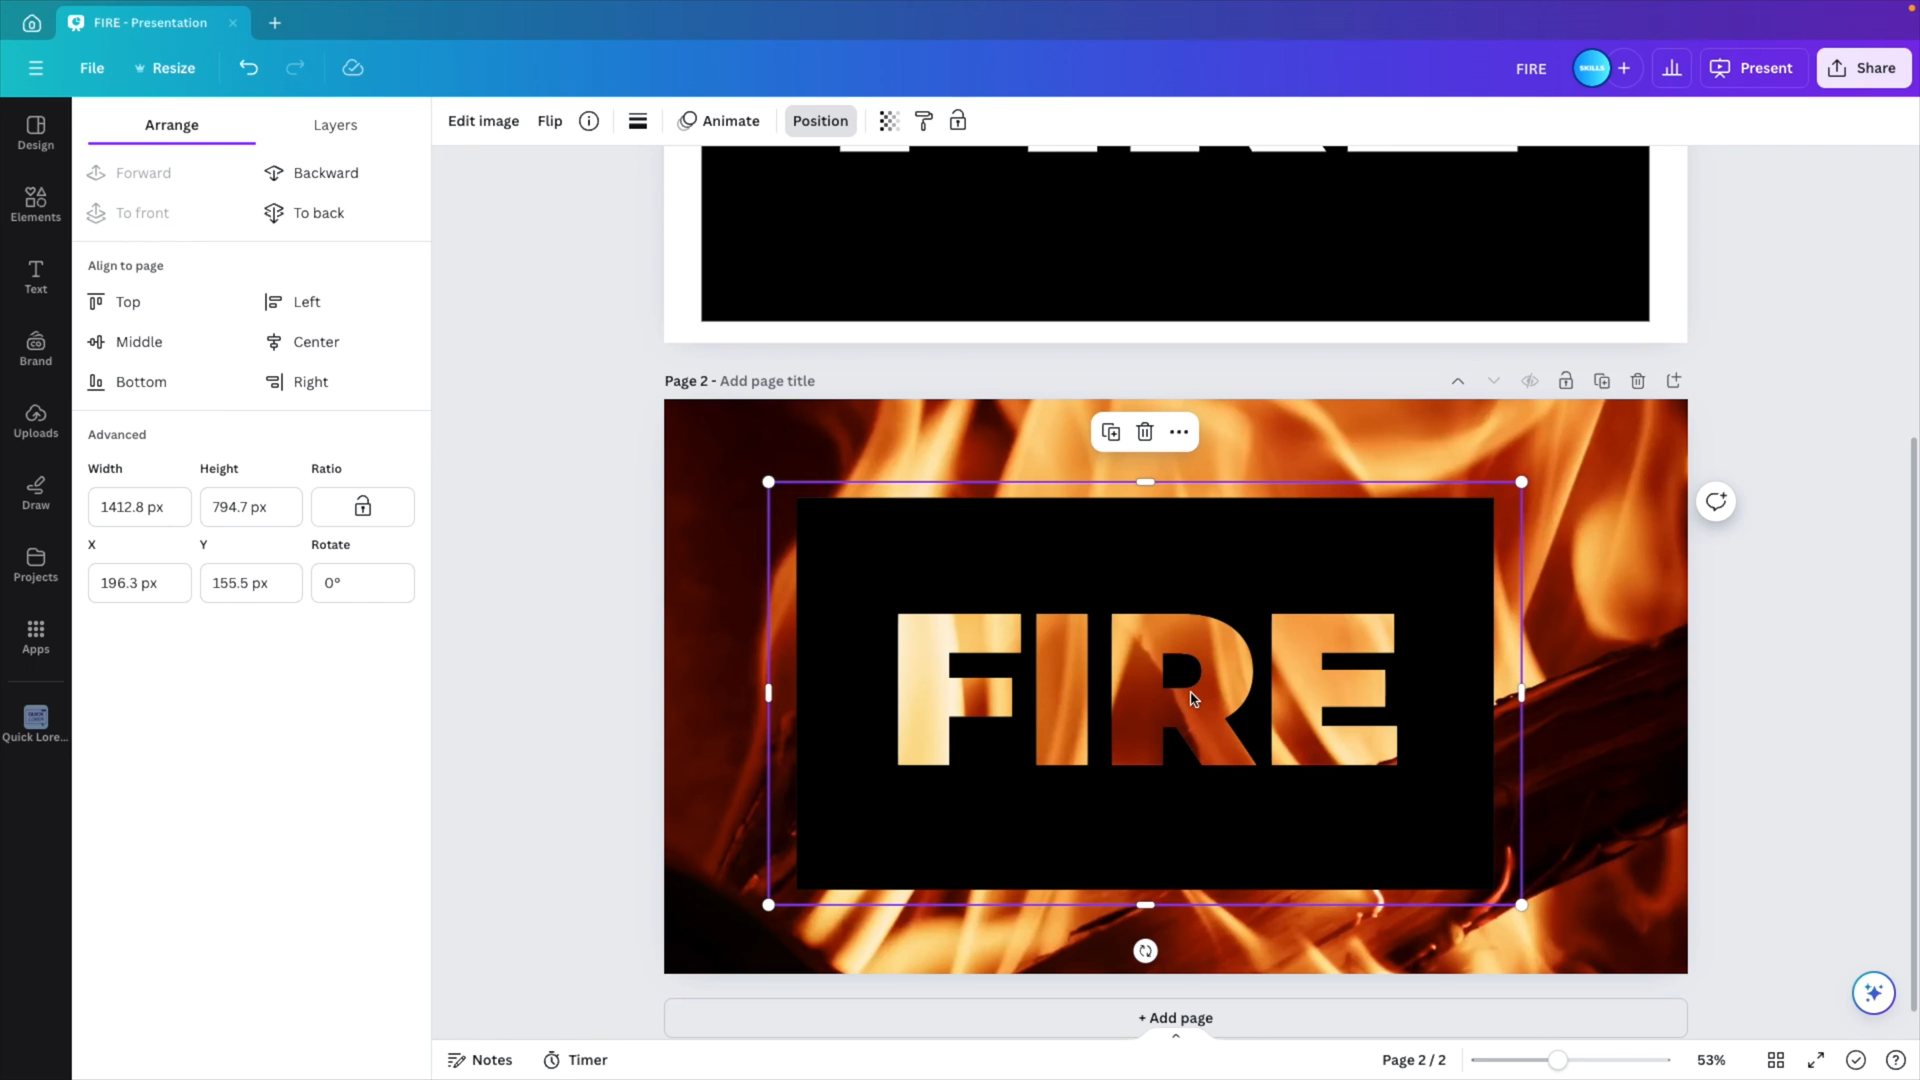 FIRE - Presentation
File
Resize
FIRE
SKILLS
Present
Share
Design
Elements
Text
Brand
Uploads
Draw
Projects
Apps
Quick Lore...
Arrange
Layers
Forward
Backward
To front
To back
Align to page
Top
Left
Middle
Center
Bottom
Right
Advanced
Width
Height
Ratio
1412.8 px
794.7 px
X
Y
Rotate
196.3 px
155.5 px
0°
Edit image
Flip
Animate
Position
Page 2 - Add page title
FIRE
+ Add page
Notes
Timer
Page 2 / 2
53%